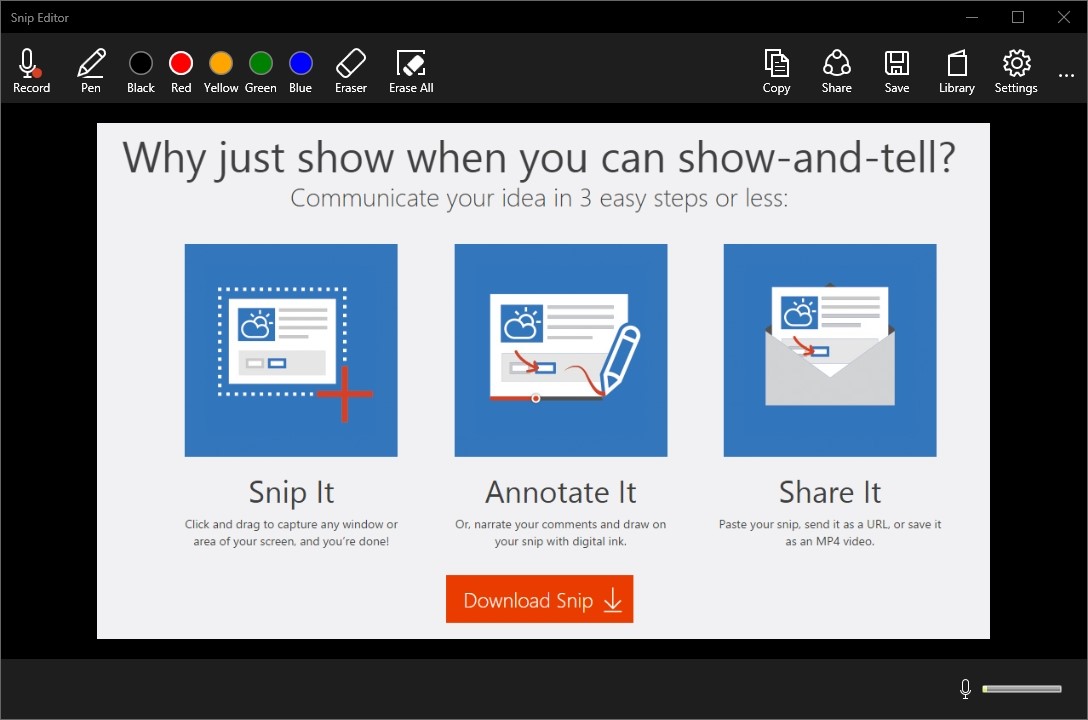 Snip Editor
Record Pen Black Red Yellow Green Blue Eraser Erase All Copy Share Save Library Settings ...
Why just show when you can show-and-tell?
Communicate your idea in 3 easy steps or less:
Snip It
Click and drag to capture any window or
area of your screen, and you're done!
Annotate It
Or, narrate your comments and draw on
your snip with digital ink.
Share It
Paste your snip, send it as a URL, or save it
as an MP4 video.
Download Snip